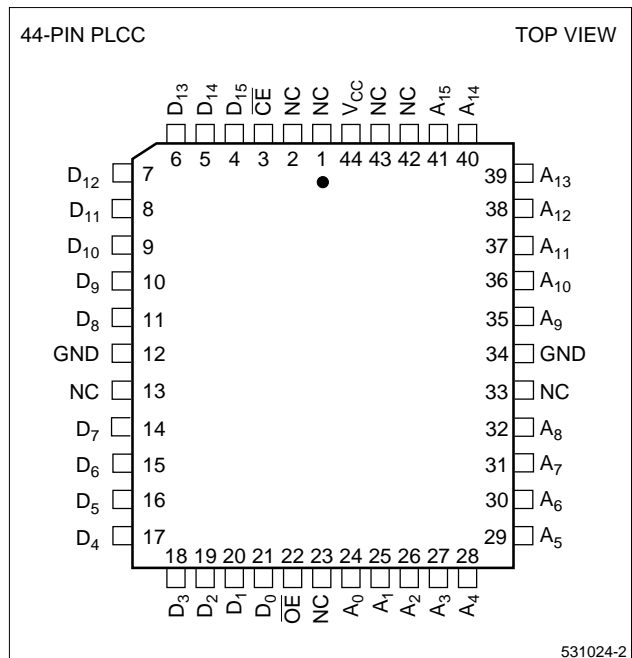 44-PIN PLCC TOP VIEW
D13 D14 D15 C̅E̅ NC NC VCC NC NC A15 A14
6 5 4 3 2 1 44 43 42 41 40
D12 7 39 A13
D11 8 38 A12
D10 9 37 A11
D9 10 36 A10
D8 11 35 A9
GND 12 34 GND
NC 13 33 NC
D7 14 32 A8
D6 15 31 A7
D5 16 30 A6
D4 17 29 A5
18 19 20 21 22 23 24 25 26 27 28
D3 D2 D1 D0 O̅E̅ NC A0 A1 A2 A3 A4
531024-2